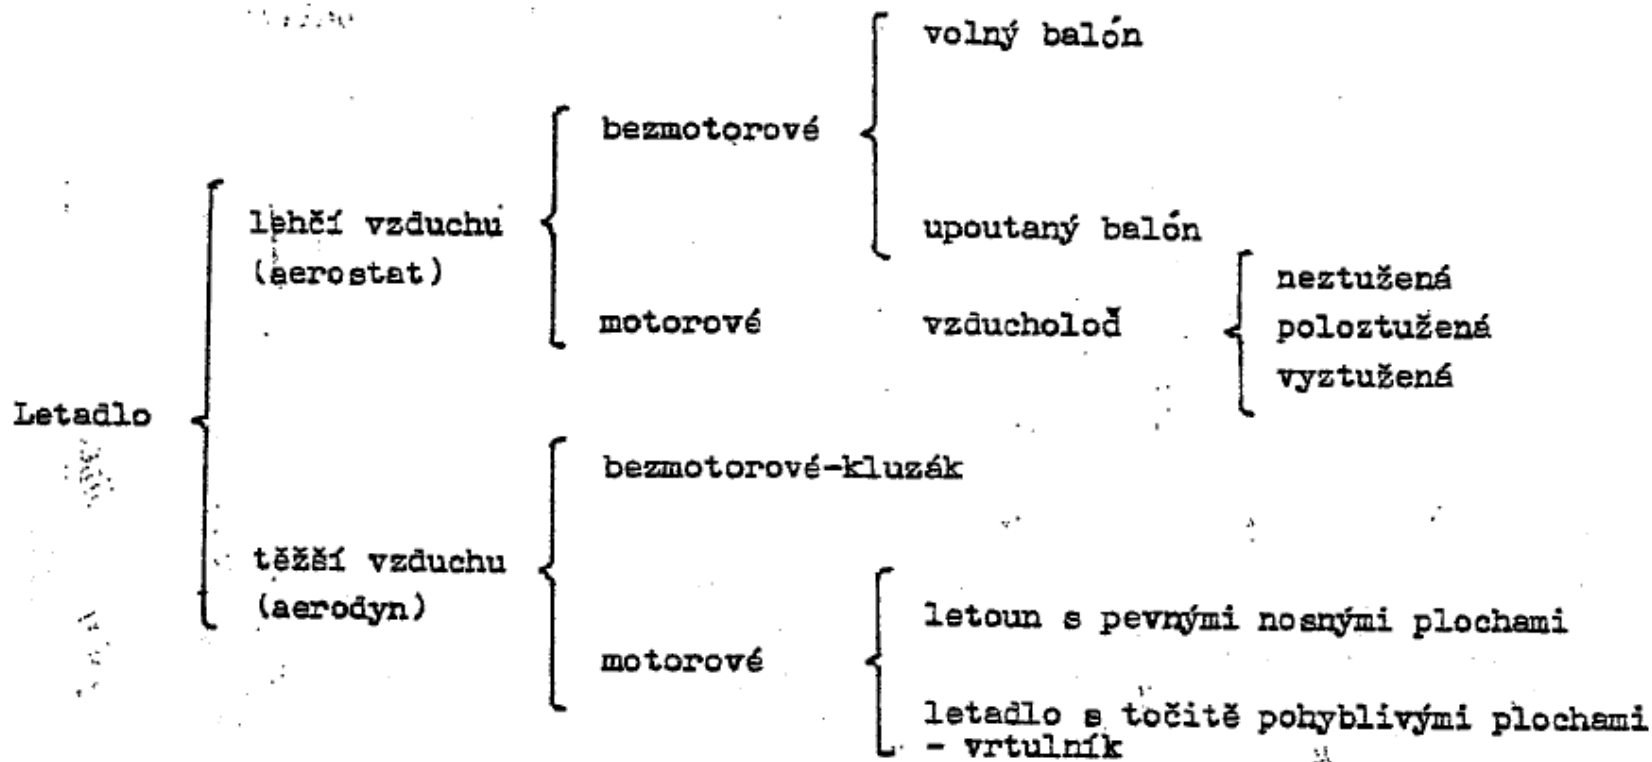 volný balón
bezmotorové
lehčí vzduchu
(aerostat)
upoutaný balón
motorové
vzducholoď
neztužená
poloztužená
vyztužená
Letadlo
bezmotorové-kluzák
těžší vzduchu
(aerodyn)
motorové
letoun s pevnými nosnými plochami
letadlo s točitě pohyblivými plochami
- vrtulník